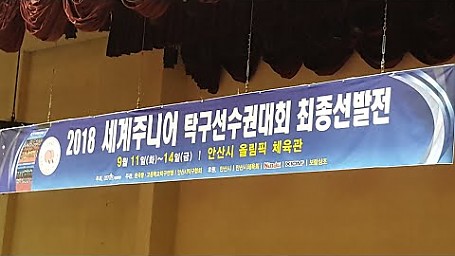 2018 세계주니어 탁구선수권대회 최종선발전
9월 11일(화)~14일(금) | 안산시 올림픽 체육관